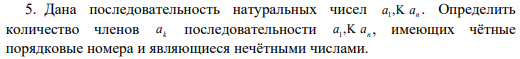 5. Дана последовательность натуральных чисел a₁,K aₙ. Определить
количество членов aₖ последовательности a₁,K aₙ, имеющих чётные
порядковые номера и являющиеся нечётными числами.